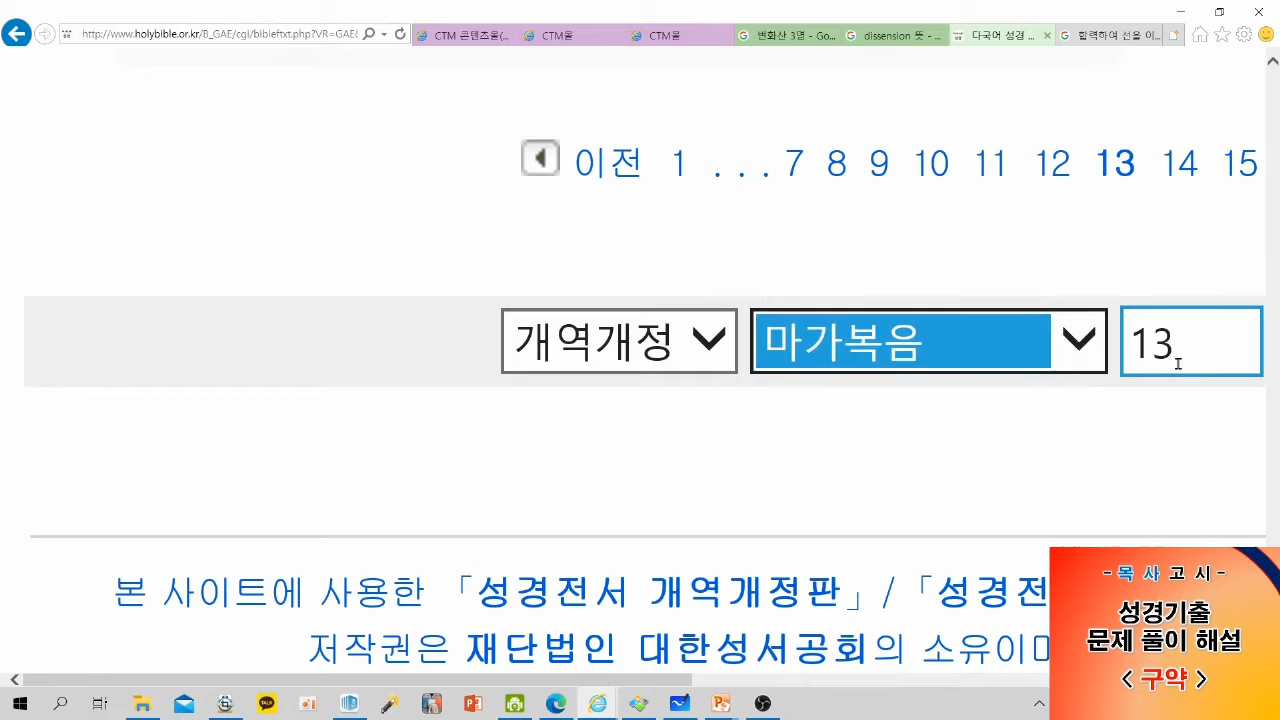 http://www.holybible.or.kr/B_GAE/cgi/bibleftxt.php?VR=GAE&
CTM 콘텐츠울(...
CTM울
CTM울
변화산 3명 - Go...
dissension 뜻 - ...
다국어 성경 ...
합력하여 선을 이...
이전 1 . . . 7 8 9 10 11 12 13 14 15
개역개정 마가복음 13
본 사이트에 사용한 「성경전서 개역개정판」/「성경전
저작권은 재단법인 대한성서공회의 소유이며
- 목 사 고 시 -
성경기출
문제 풀이 해설
< 구약 >